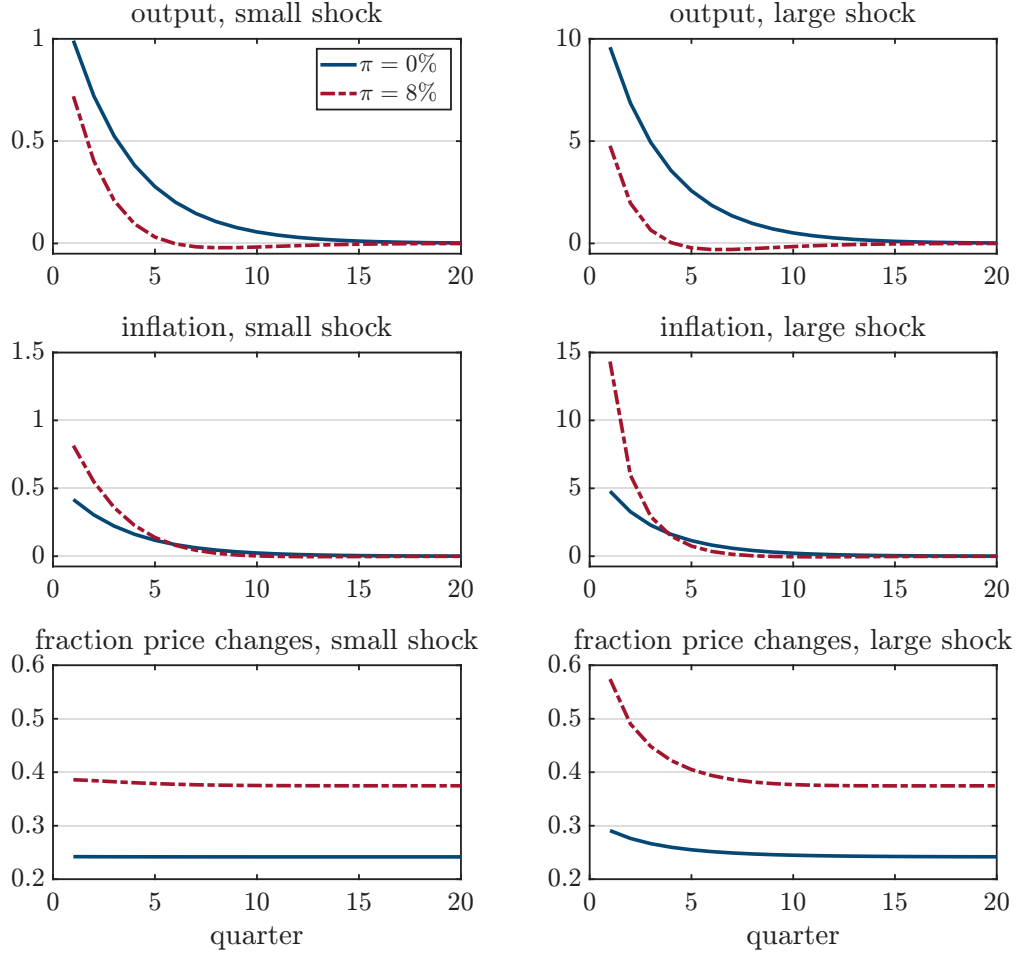 output, small shock
1
0.5
0
0 5 10 15 20
π = 0%
π = 8%
output, large shock
10
5
0
0 5 10 15 20
inflation, small shock
1.5
1
0.5
0
0 5 10 15 20
inflation, large shock
15
10
5
0
0 5 10 15 20
fraction price changes, small shock
0.6
0.5
0.4
0.3
0.2
0 5 10 15 20
quarter
fraction price changes, large shock
0.6
0.5
0.4
0.3
0.2
0 5 10 15 20
quarter